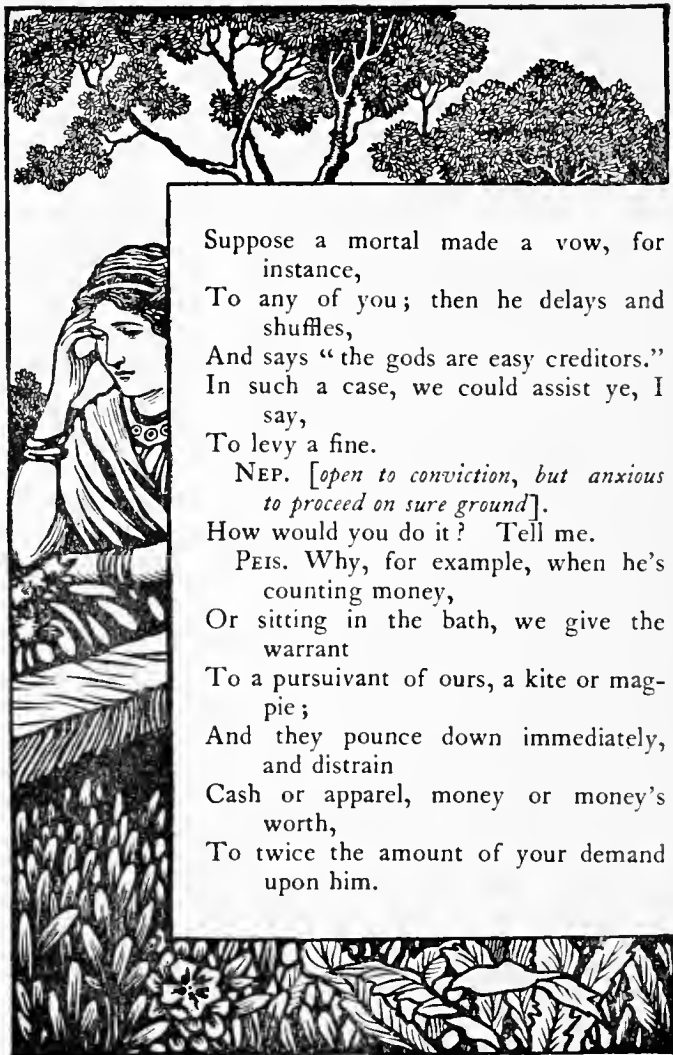 Suppose a mortal made a vow, for
instance,
To any of you; then he delays and
shuffles,
And says "the gods are easy creditors."
In such a case, we could assist ye, I
say,
To levy a fine.
NEP. [open to conviction, but anxious
to proceed on sure ground].
How would you do it? Tell me.
PEIS. Why, for example, when he's
counting money,
Or sitting in the bath, we give the
warrant
To a pursuivant of ours, a kite or mag-
pie;
And they pounce down immediately,
and distrain
Cash or apparel, money or money's
worth,
To twice the amount of your demand
upon him.